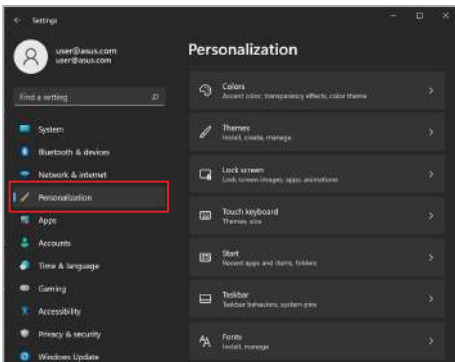 Settings
user@asus.com
user@asus.com
Find a setting
System
Bluetooth & devices
Network & internet
Personalization
Apps
Accounts
Time & language
Gaming
Accessibility
Privacy & security
Windows Update
Personalization
Colors
Accent color, transparency effects, color theme
Themes
Install, create, manage
Lock screen
Lock screen images, apps, animations
Touch keyboard
Themes, size
Start
Recent apps and items, folders
Taskbar
Taskbar behaviors, system pins
Fonts
Install, manage